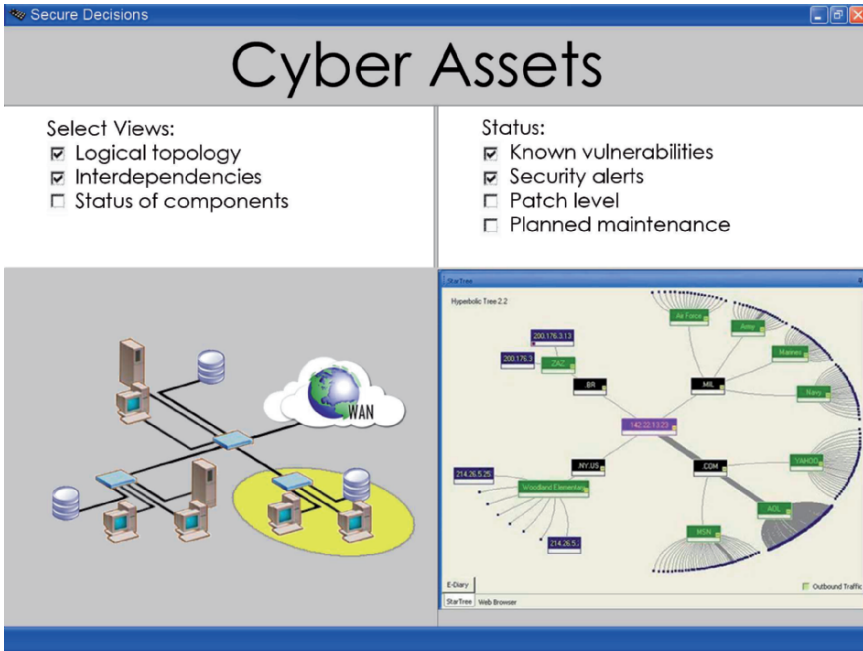 Secure Decisions
Cyber Assets
Select Views:
Logical topology
Interdependencies
Status of components
Status:
Known vulnerabilities
Security alerts
Patch level
Planned maintenance
WAN
StarTree
Hyperbolic Tree 2.2
Air Force
Army
Marines
Navy
200.176.3.13
200.176.3
ZAZ
.BR
MIL
142.22.13.23
.NY.US
.COM
YAHOO
214.26.5.25
Woodland Elementary
AOL
MSN
214.26.5.
E-Diary
Outbound Traffic
StarTree
Web Browser